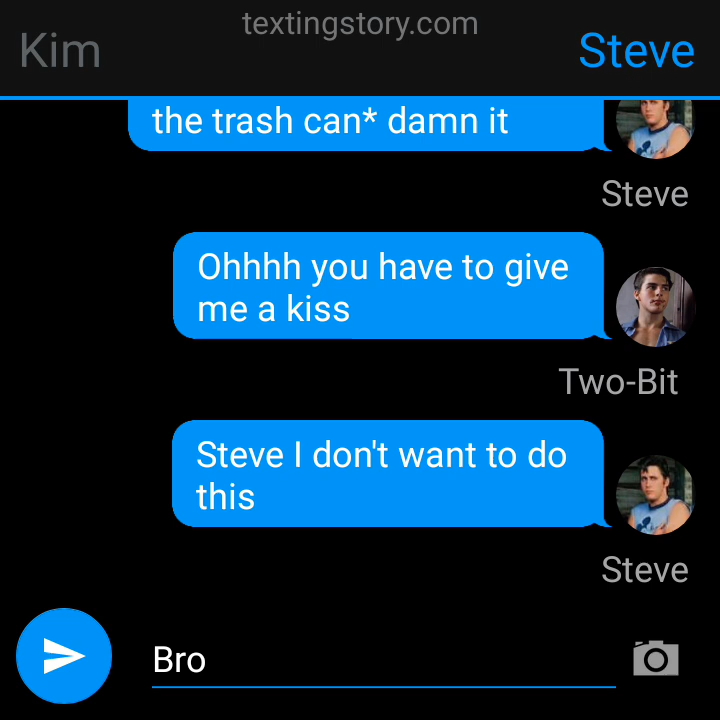 textingstory.com
Kim
Steve
the trash can* damn it
Steve
Ohhhh you have to give
me a kiss
Two-Bit
Steve I don't want to do
this
Steve
Bro